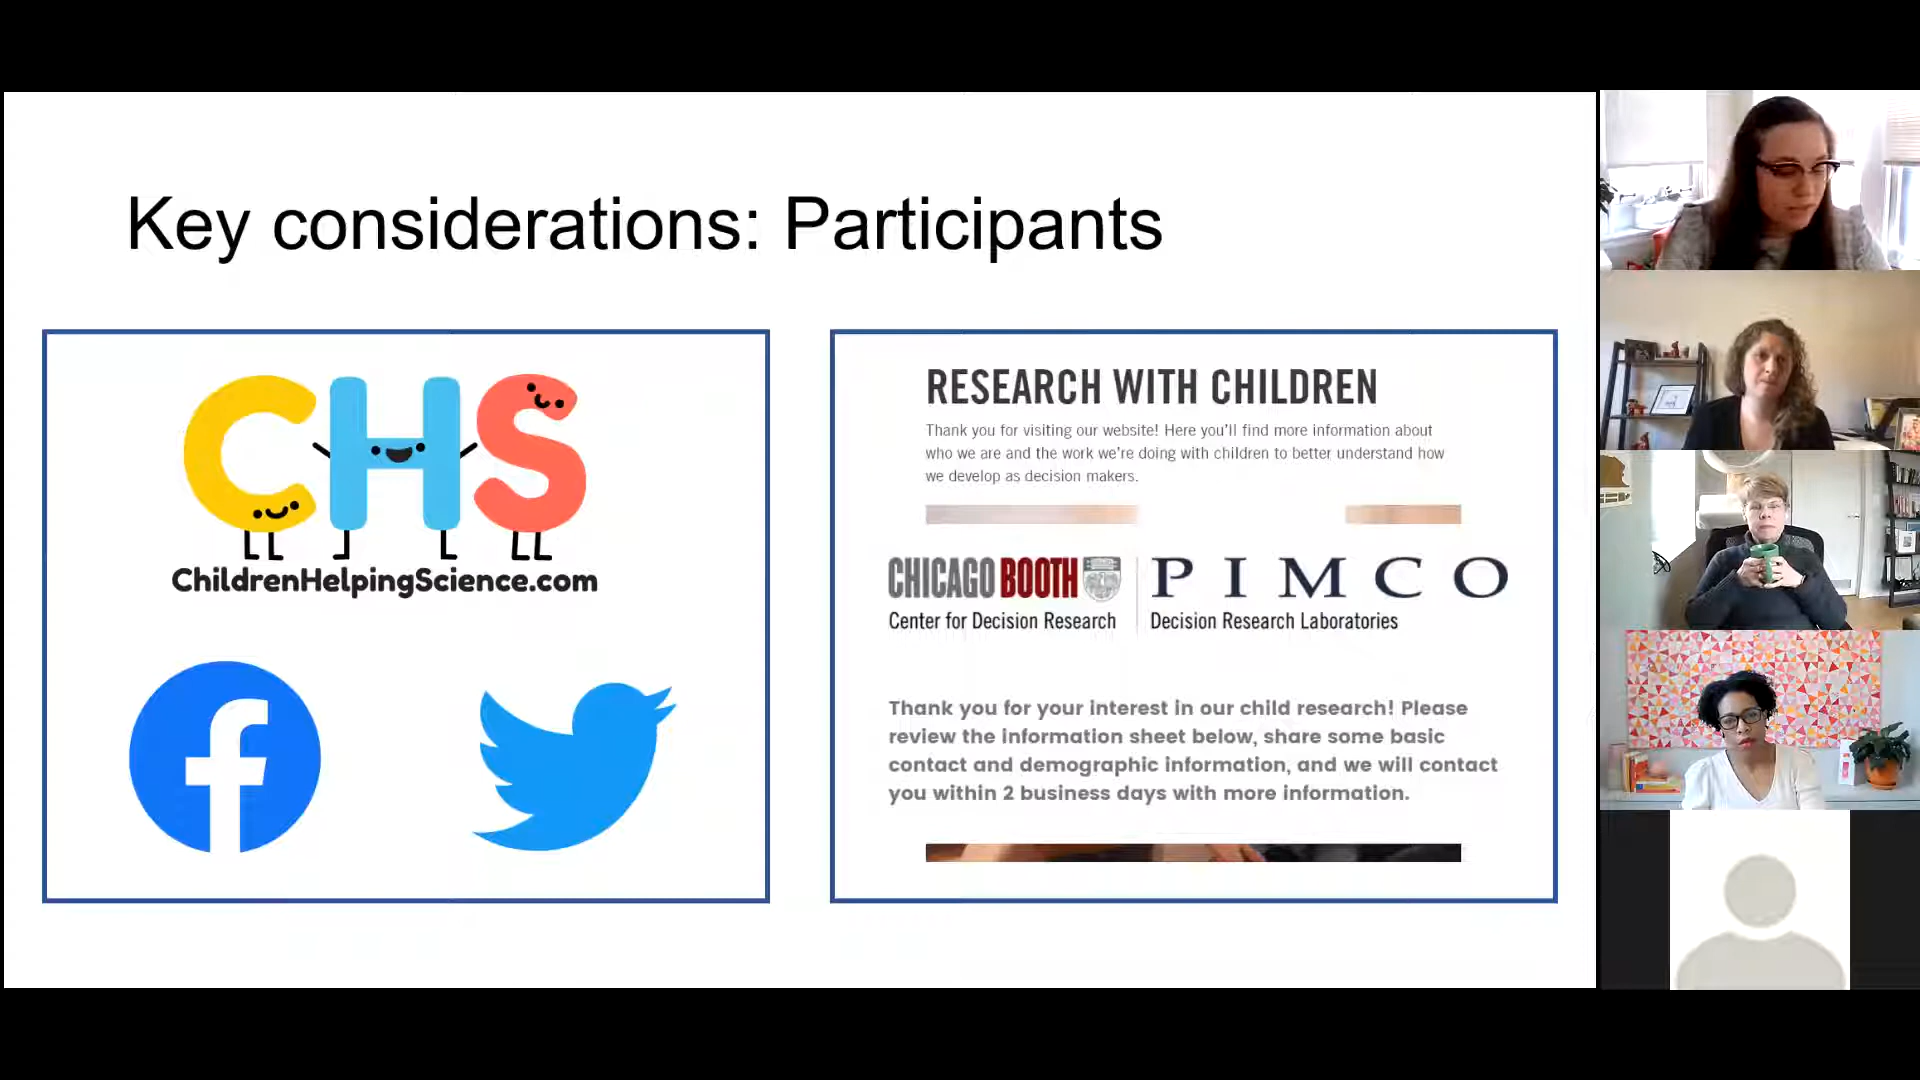 Key considerations: Participants
CHS
ChildrenHelpingScience.com
RESEARCH WITH CHILDREN
Thank you for visiting our website! Here you'll find more information about
who we are and the work we're doing with children to better understand how
we develop as decision makers.
CHICAGO BOOTH
Center for Decision Research
PIMCO
Decision Research Laboratories
Thank you for your interest in our child research! Please
review the information sheet below, share some basic
contact and demographic information, and we will contact
you within 2 business days with more information.